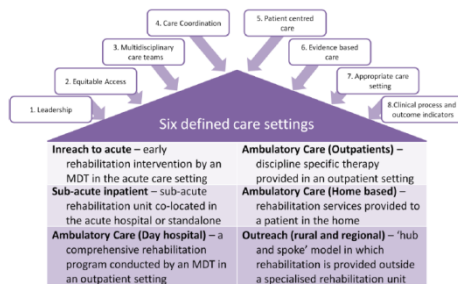 4. Care Coordination
5. Patient centred
care
3. Multidisciplinary
care teams
6. Evidence based
care
2. Equitable Access
7. Appropriate care
setting
1. Leadership
8.Clinical process and
outcome indicators
Six defined care settings
Inreach to acute – early
rehabilitation intervention by an
MDT in the acute care setting
Sub-acute inpatient – sub-acute
rehabilitation unit co-located in
the acute hospital or standalone
Ambulatory Care (Day hospital) – a
comprehensive rehabilitation
program conducted by an MDT in
an outpatient setting
Ambulatory Care (Outpatients) –
discipline specific therapy
provided in an outpatient setting
Ambulatory Care (Home based) –
rehabilitation services provided to
a patient in the home
Outreach (rural and regional) – ‘hub
and spoke’ model in which
rehabilitation is provided outside
a specialised rehabilitation unit